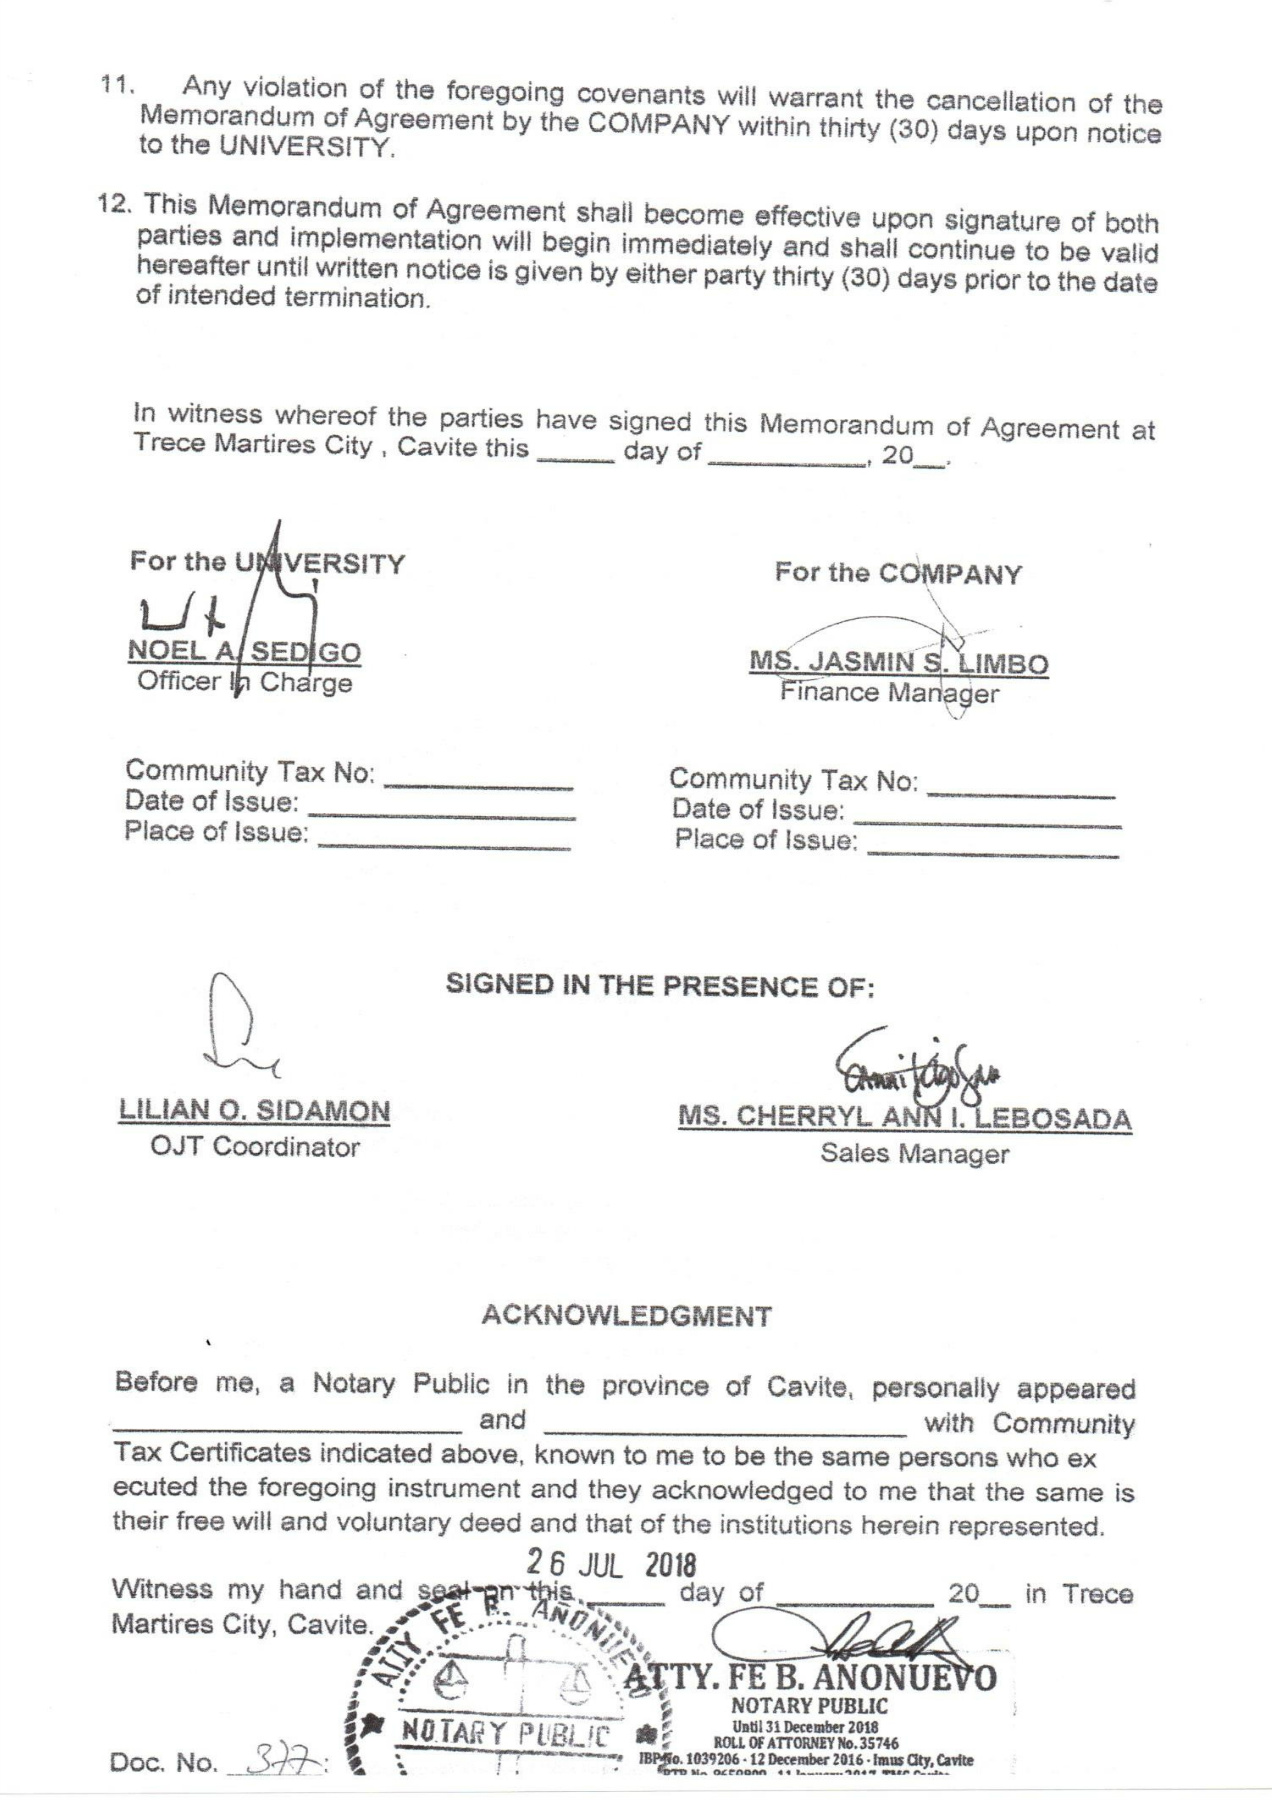 11. Any violation of the foregoing covenants will warrant the cancellation of the
Memorandum of Agreement by the COMPANY within thirty (30) days upon notice
to the UNIVERSITY.
12. This Memorandum of Agreement shall become effective upon signature of both
parties and implementation will begin immediately and shall continue to be valid
hereafter until written notice is given by either party thirty (30) days prior to the date
of intended termination.
In witness whereof the parties have signed this Memorandum of Agreement at
Trece Martires City , Cavite this _____ day of __________, 20__.
For the UNIVERSITY
For the COMPANY
NOEL A. SEDIGO
Officer In Charge
MS. JASMIN S. LIMBO
Finance Manager
Community Tax No: ____________
Date of Issue: _________________
Place of Issue: ________________
Community Tax No: ____________
Date of Issue: _________________
Place of Issue: ________________
SIGNED IN THE PRESENCE OF:
LILIAN O. SIDAMON
OJT Coordinator
MS. CHERRYL ANN I. LEBOSADA
Sales Manager
ACKNOWLEDGMENT
Before me, a Notary Public in the province of Cavite, personally appeared
______________________ and ________________________ with Community
Tax Certificates indicated above, known to me to be the same persons who ex
ecuted the foregoing instrument and they acknowledged to me that the same is
their free will and voluntary deed and that of the institutions herein represented.
26 JUL 2018
Witness my hand and seal on this _____ day of __________ 20__ in Trece
Martires City, Cavite.
ATTY FE B. ANONUEVO
NOTARY PUBLIC
ATTY. FE B. ANONUEVO
NOTARY PUBLIC
Until 31 December 2018
ROLL OF ATTORNEY No. 35746
IBP No. 1039206 - 12 December 2016 - Imus City, Cavite
Doc. No. 377: